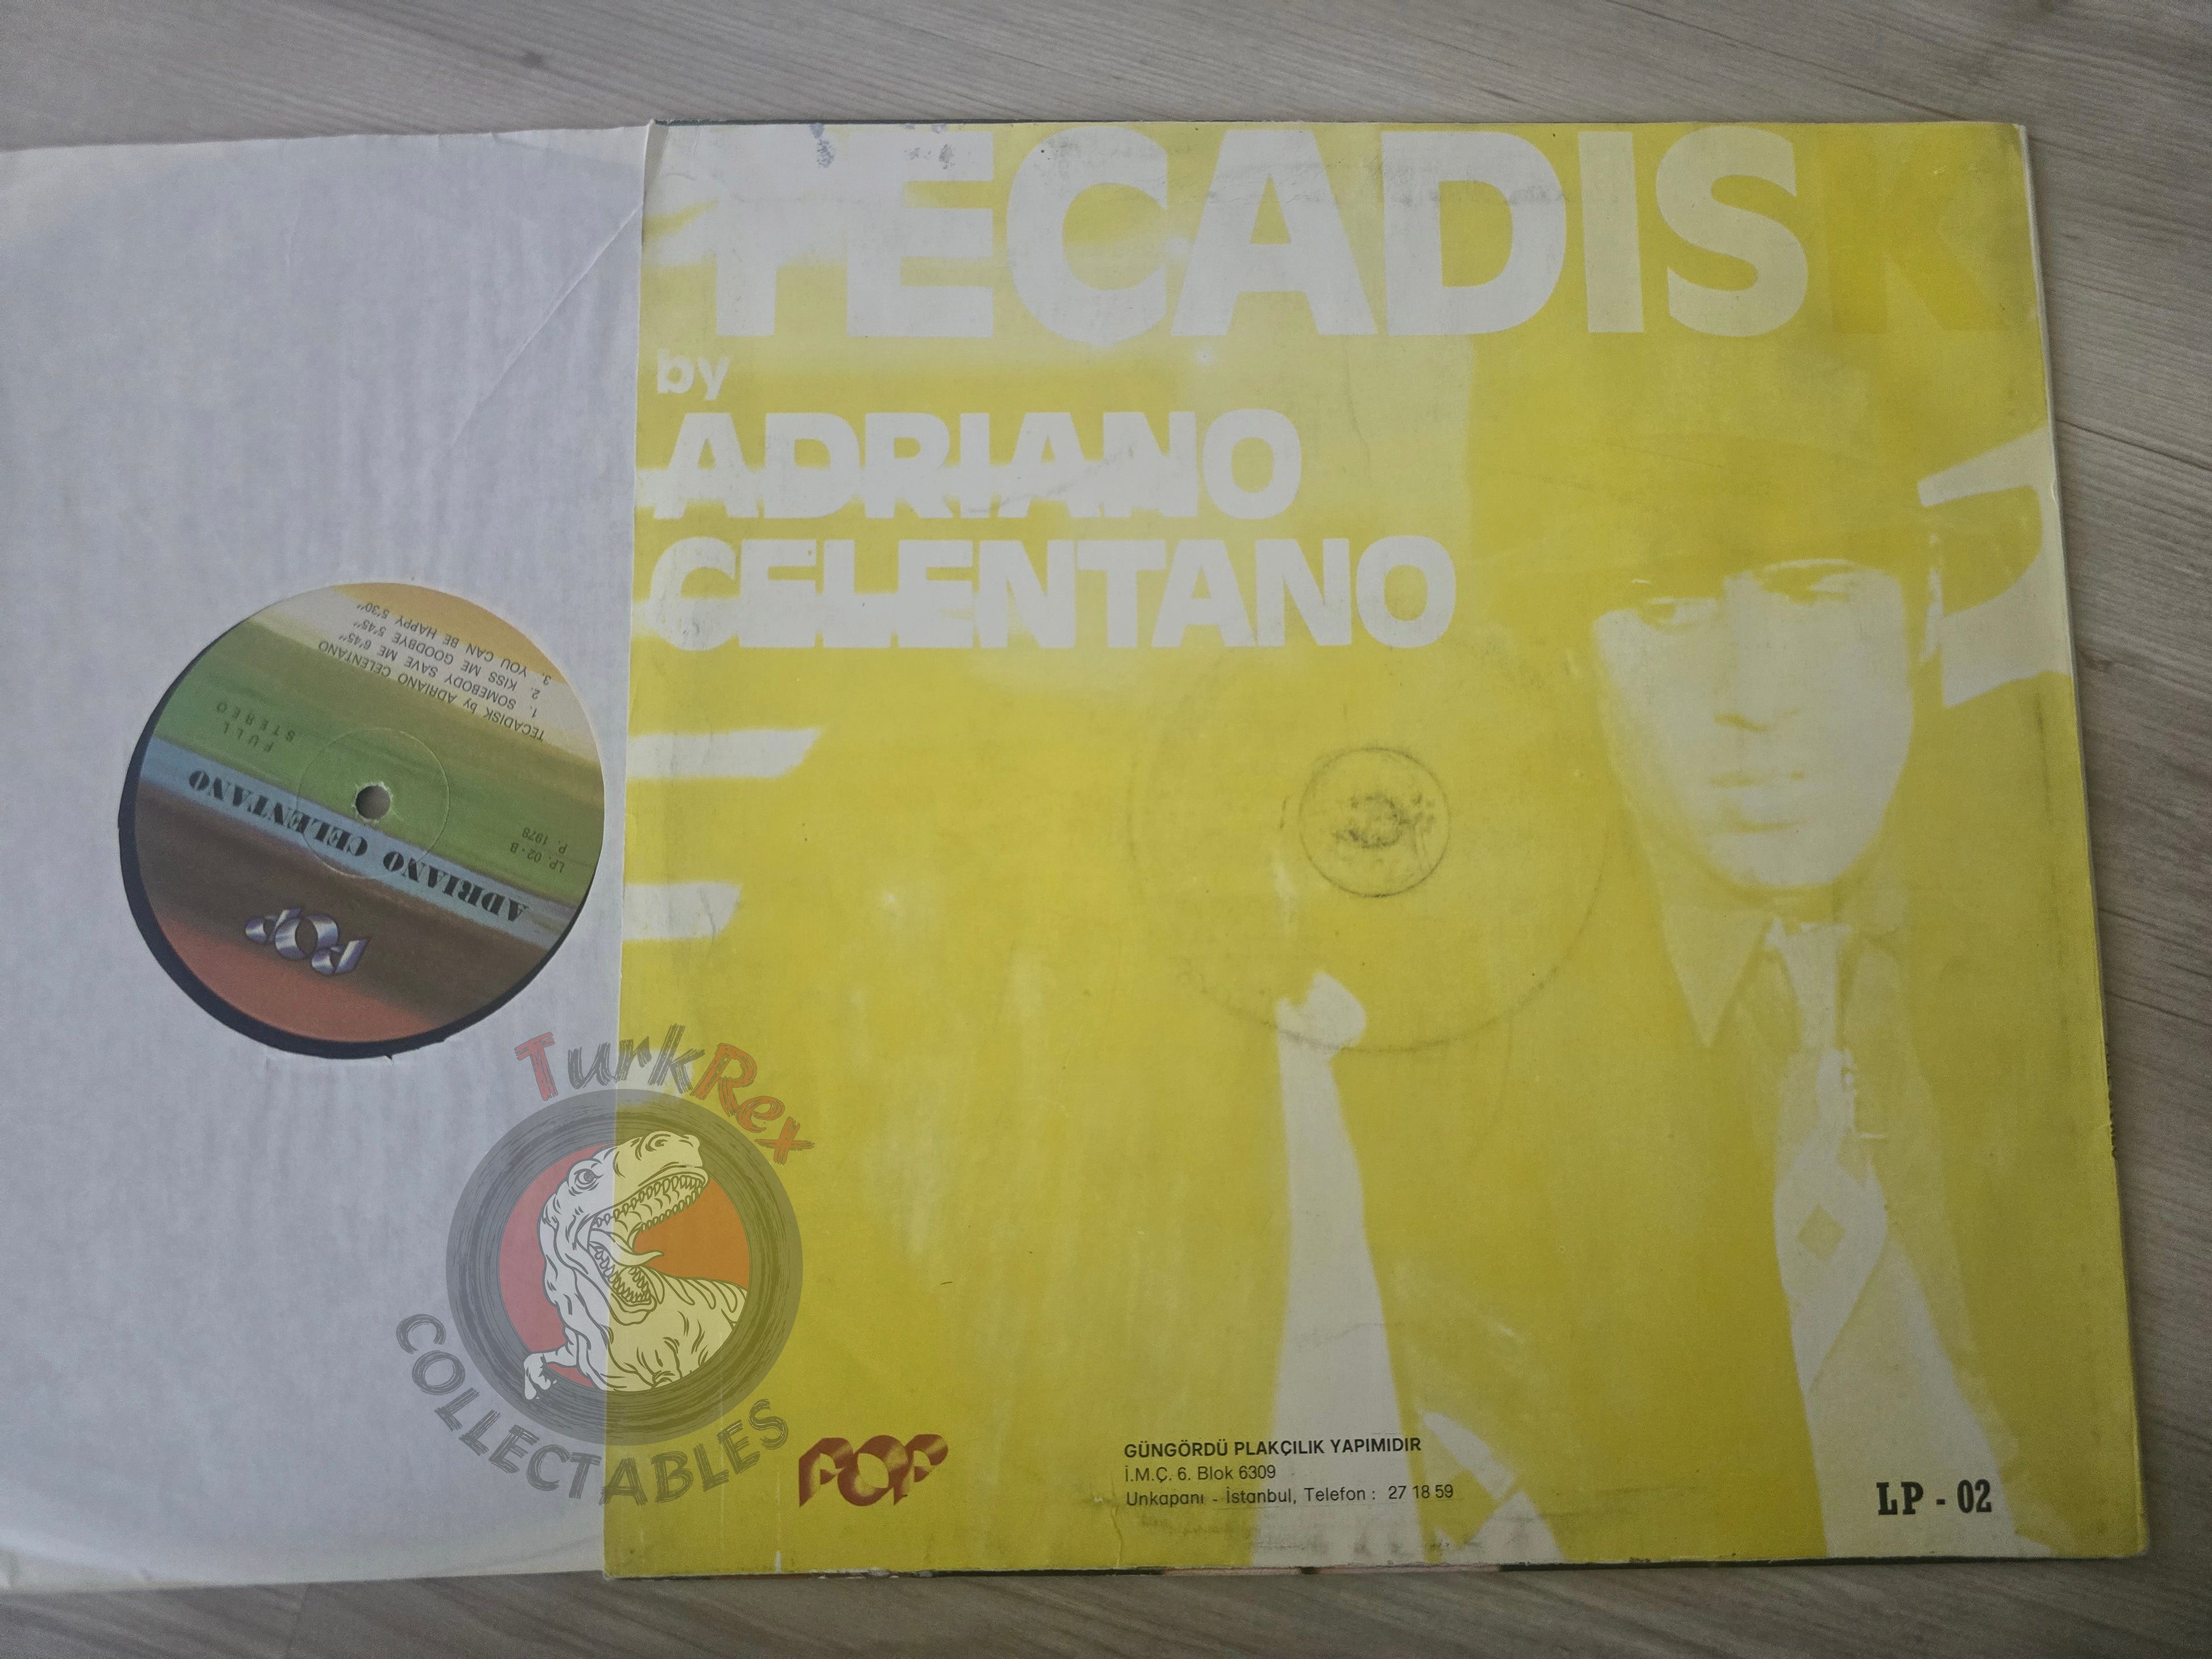 TECADISK
by
ADRIANO
CELENTANO
POP
GÜNGÖRDÜ PLAKÇILIK YAPIMIDIR
İ.M.Ç. 6. Blok 6309
Unkapanı - İstanbul, Telefon : 27 18 59
LP - 02
POP
ADRIANO CELENTANO
LP. 02-B
P. 1978
FULL
STEREO
TECADISK by ADRIANO CELENTANO
1. SOMEBODY SAVE ME 6'45"
2. KISS ME GOODBYE 5'45"
3. YOU CAN BE HAPPY 5'30"
TurkRex
COLLECTABLES